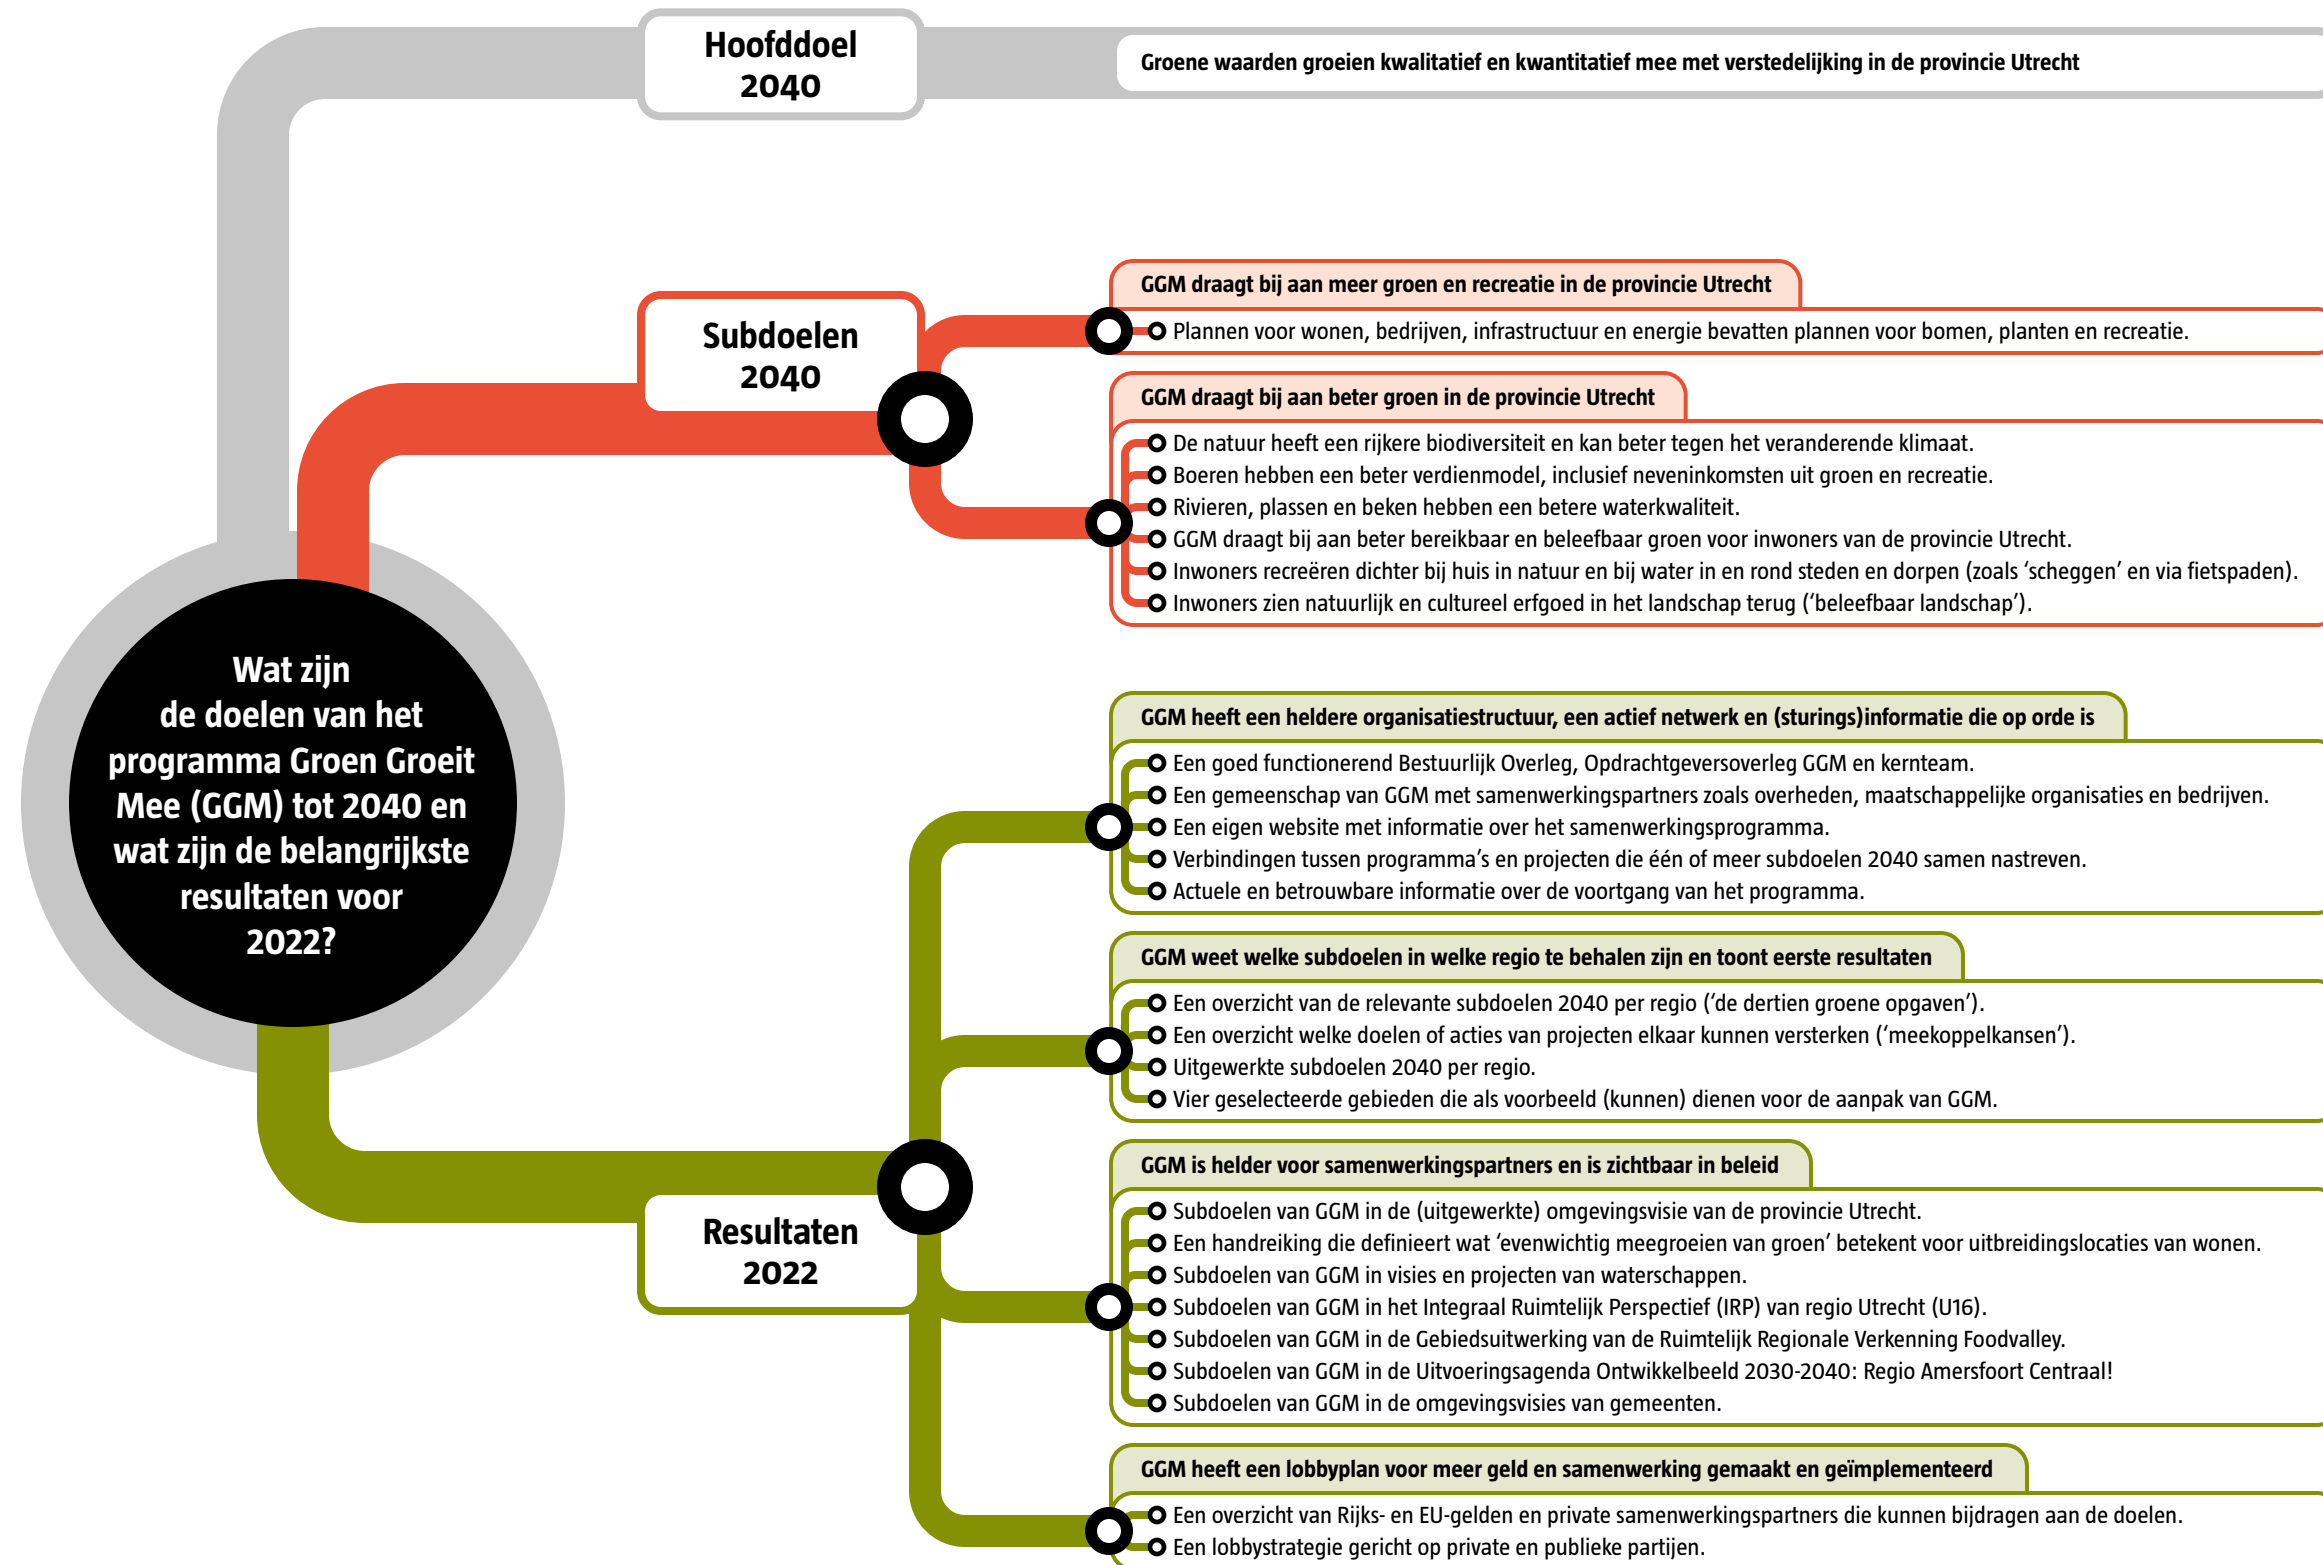 Hoofddoel
2040
Groene waarden groeien kwalitatief en kwantitatief mee met verstedelijking in de provincie Utrecht
Subdoelen
2040
GGM draagt bij aan meer groen en recreatie in de provincie Utrecht
Plannen voor wonen, bedrijven, infrastructuur en energie bevatten plannen voor bomen, planten en recreatie.
GGM draagt bij aan beter groen in de provincie Utrecht
De natuur heeft een rijkere biodiversiteit en kan beter tegen het veranderende klimaat.
Boeren hebben een beter verdienmodel, inclusief neveninkomsten uit groen en recreatie.
Rivieren, plassen en beken hebben een betere waterkwaliteit.
GGM draagt bij aan beter bereikbaar en beleefbaar groen voor inwoners van de provincie Utrecht.
Inwoners recreëren dichter bij huis in natuur en bij water in en rond steden en dorpen (zoals ‘scheggen’ en via fietspaden).
Inwoners zien natuurlijk en cultureel erfgoed in het landschap terug (‘beleefbaar landschap’).
Wat zijn
de doelen van het
programma Groen Groeit
Mee (GGM) tot 2040 en
wat zijn de belangrijkste
resultaten voor
2022?
Resultaten
2022
GGM heeft een heldere organisatiestructuur, een actief netwerk en (sturings)informatie die op orde is
Een goed functionerend Bestuurlijk Overleg, Opdrachtgeversoverleg GGM en kernteam.
Een gemeenschap van GGM met samenwerkingspartners zoals overheden, maatschappelijke organisaties en bedrijven.
Een eigen website met informatie over het samenwerkingsprogramma.
Verbindingen tussen programma’s en projecten die één of meer subdoelen 2040 samen nastreven.
Actuele en betrouwbare informatie over de voortgang van het programma.
GGM weet welke subdoelen in welke regio te behalen zijn en toont eerste resultaten
Een overzicht van de relevante subdoelen 2040 per regio (‘de dertien groene opgaven’).
Een overzicht welke doelen of acties van projecten elkaar kunnen versterken (‘meekoppelkansen’).
Uitgewerkte subdoelen 2040 per regio.
Vier geselecteerde gebieden die als voorbeeld (kunnen) dienen voor de aanpak van GGM.
GGM is helder voor samenwerkingspartners en is zichtbaar in beleid
Subdoelen van GGM in de (uitgewerkte) omgevingsvisie van de provincie Utrecht.
Een handreiking die definieert wat ‘evenwichtig meegroeien van groen’ betekent voor uitbreidingslocaties van wonen.
Subdoelen van GGM in visies en projecten van waterschappen.
Subdoelen van GGM in het Integraal Ruimtelijk Perspectief (IRP) van regio Utrecht (U16).
Subdoelen van GGM in de Gebiedsuitwerking van de Ruimtelijk Regionale Verkenning Foodvalley.
Subdoelen van GGM in de Uitvoeringsagenda Ontwikkelbeeld 2030-2040: Regio Amersfoort Centraal!
Subdoelen van GGM in de omgevingsvisies van gemeenten.
GGM heeft een lobbyplan voor meer geld en samenwerking gemaakt en geïmplementeerd
Een overzicht van Rijks- en EU-gelden en private samenwerkingspartners die kunnen bijdragen aan de doelen.
Een lobbystrategie gericht op private en publieke partijen.